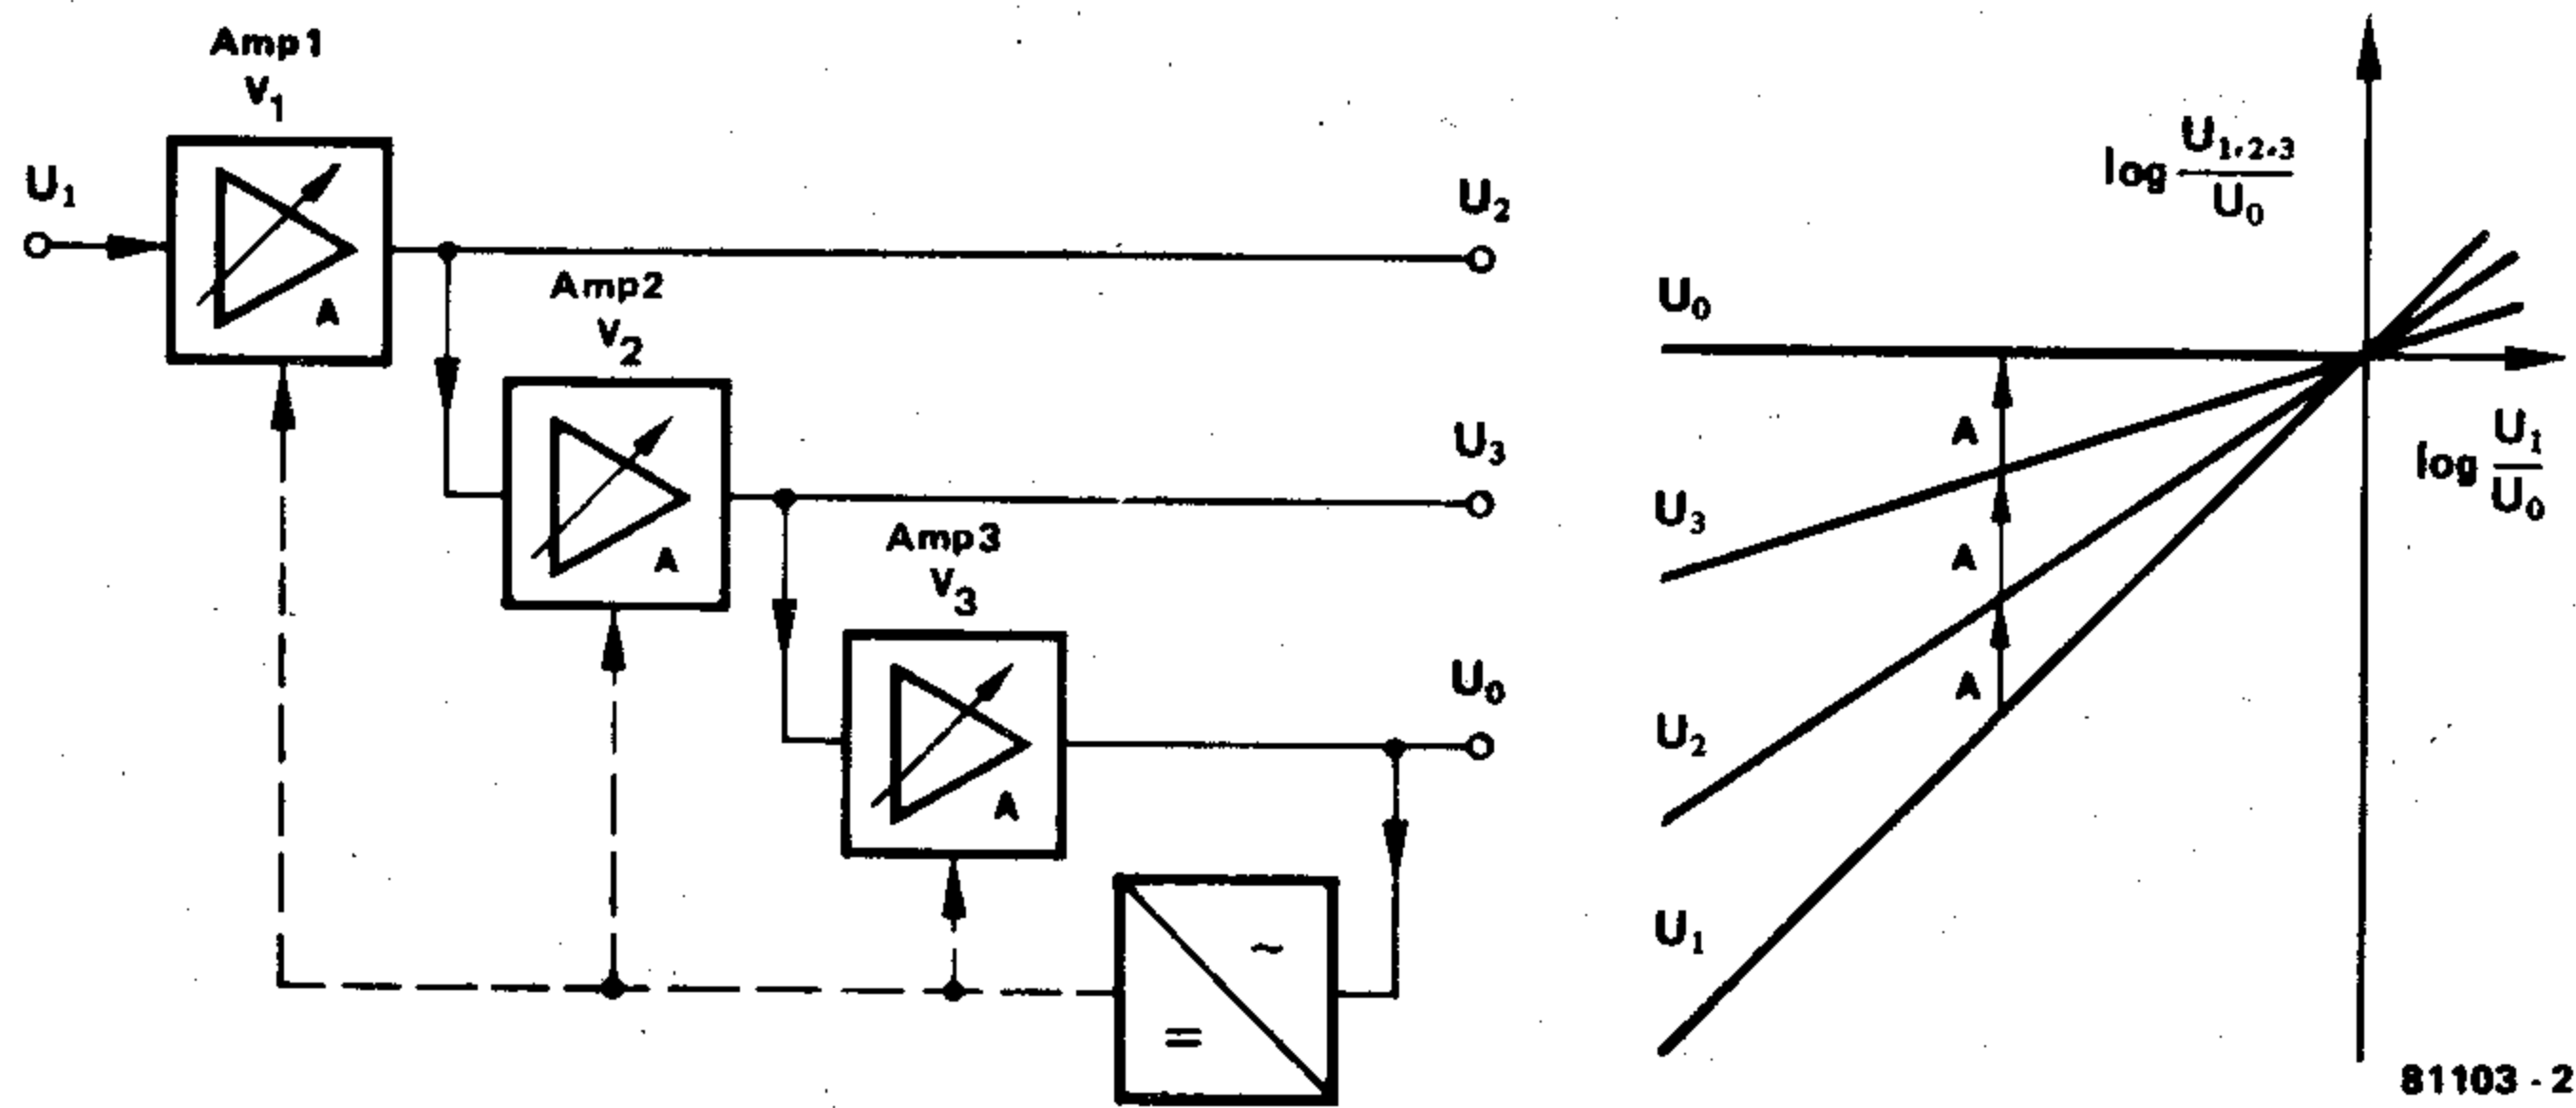 Amp1
V₁
U₁
A
U₂
Amp2
V₂
A
U₃
Amp3
V₃
A
U₀
~
=
log U₁,₂,₃
U₀
U₀
A
log U₁
U₀
U₃
A
A
U₂
U₁
81103 - 2